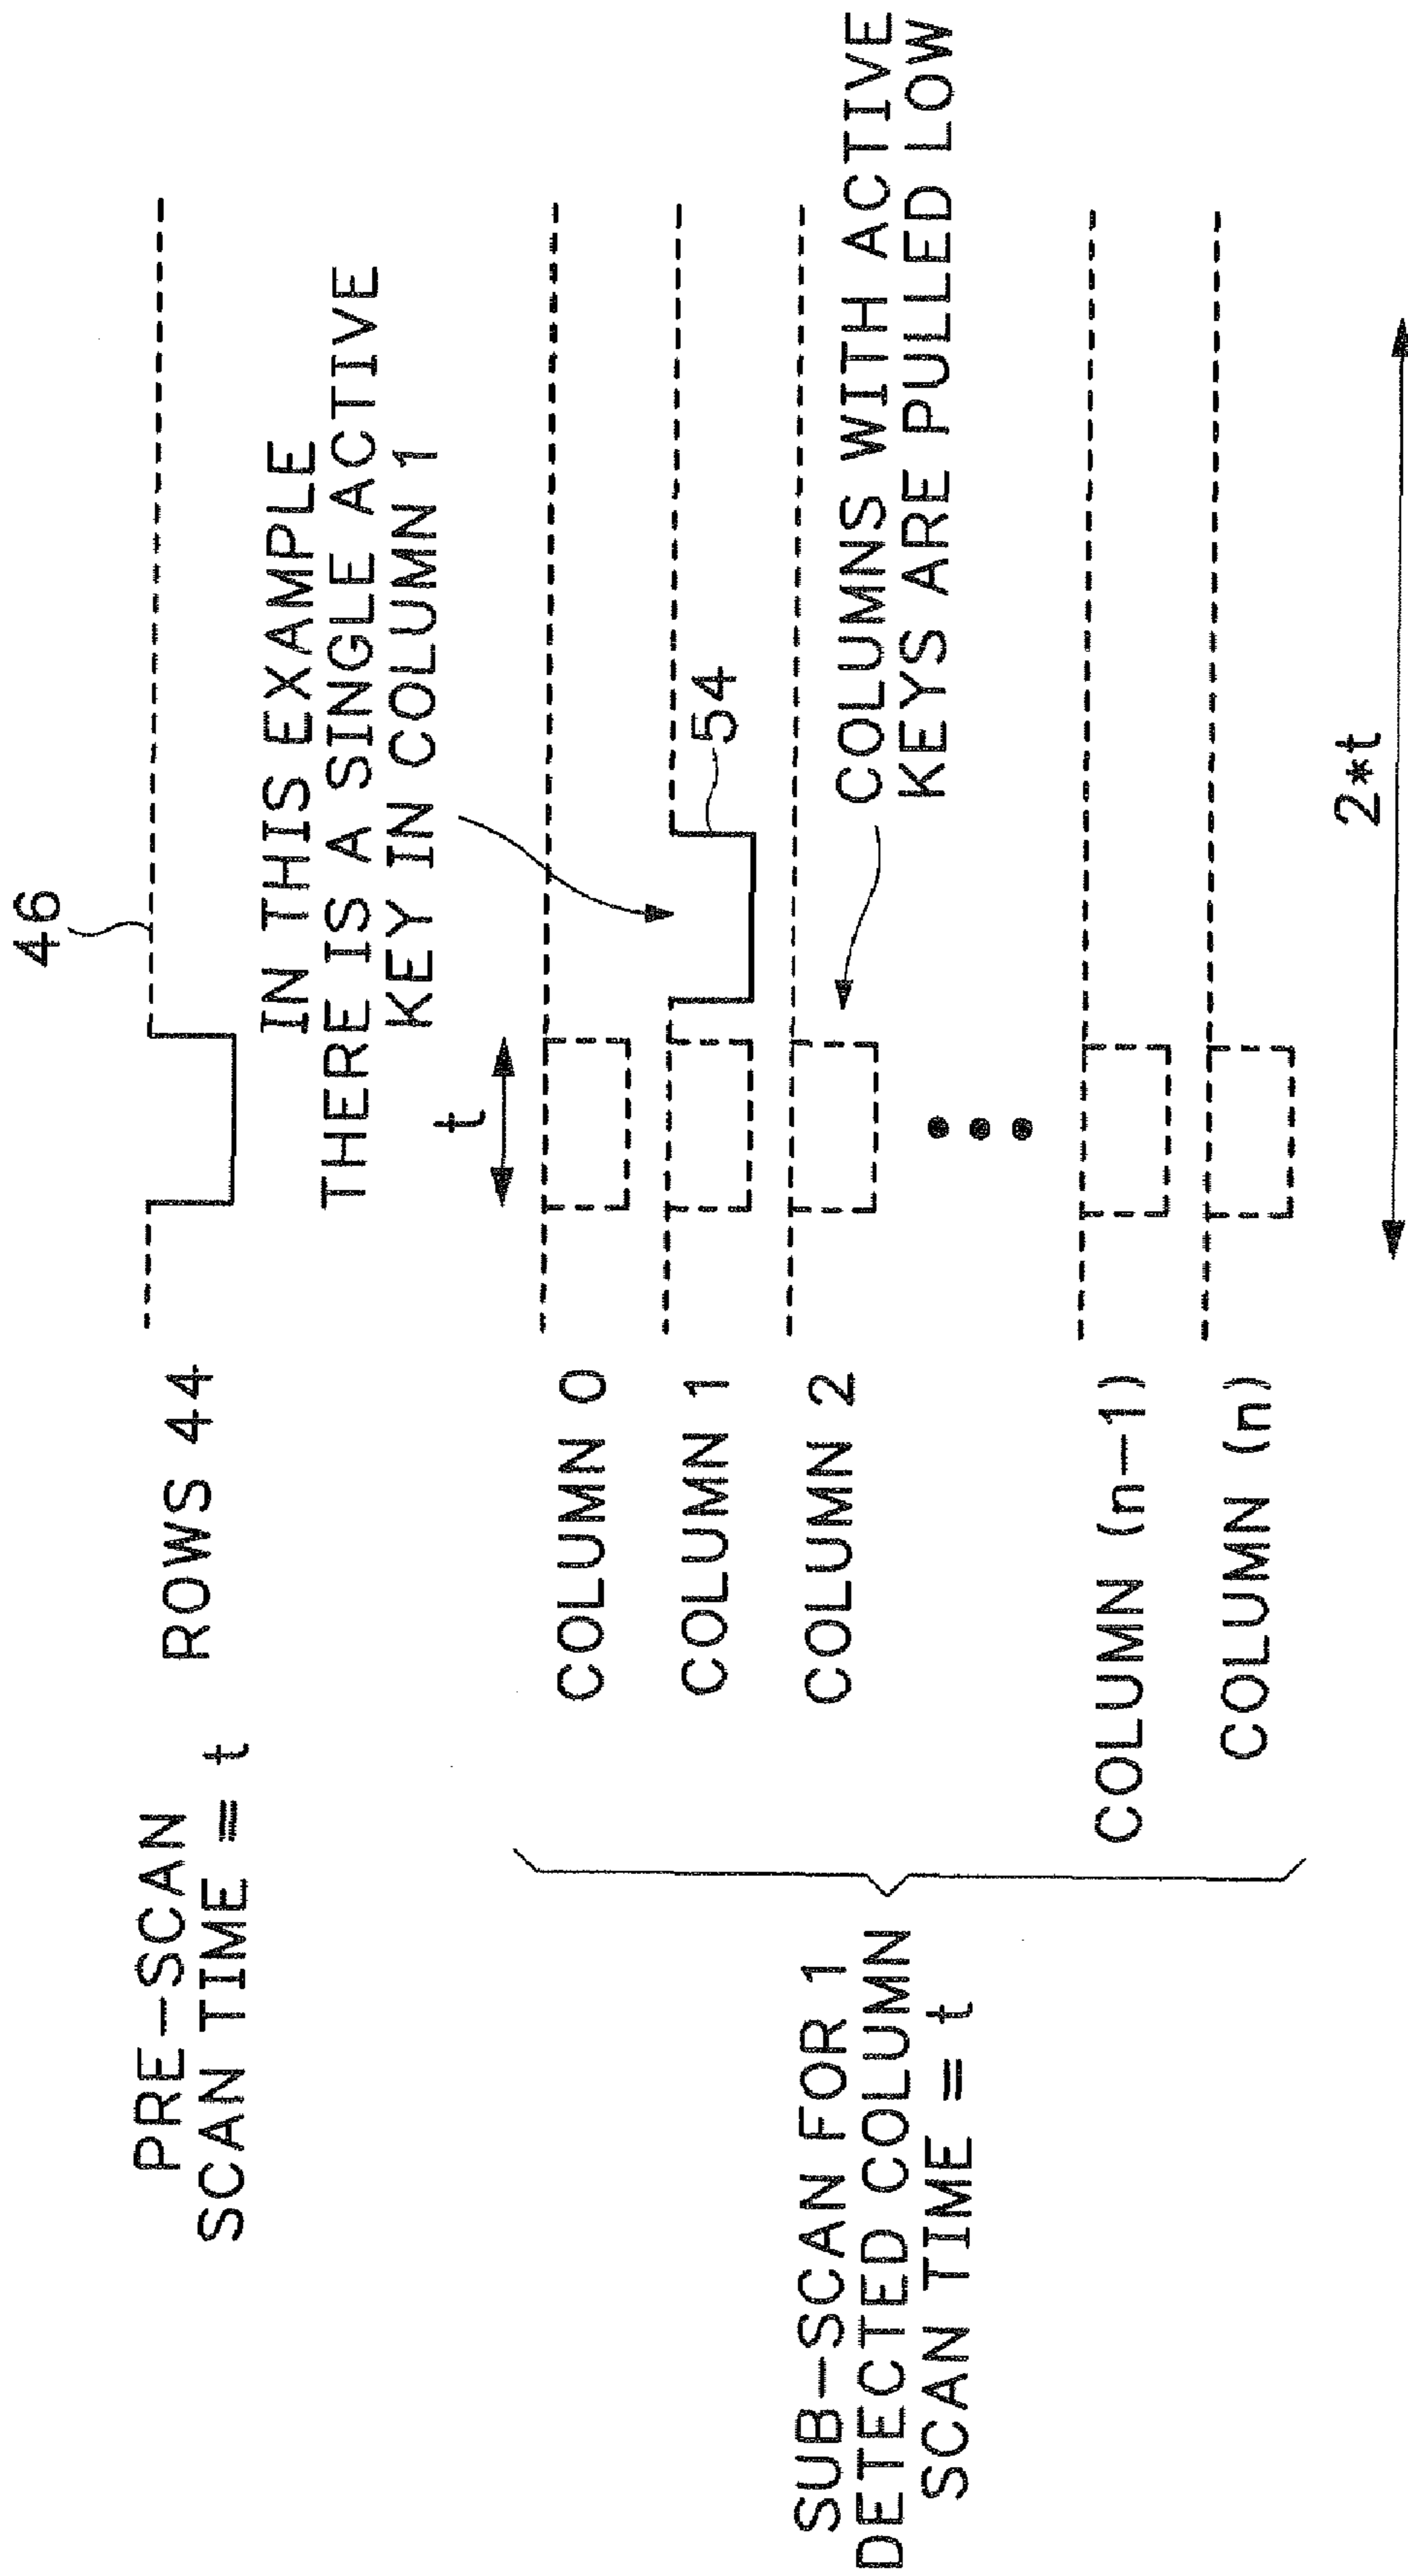 PRE-SCAN
SCAN TIME = t
ROWS 44
46
IN THIS EXAMPLE
THERE IS A SINGLE ACTIVE
KEY IN COLUMN 1
t
SUB-SCAN FOR 1
DETECTED COLUMN
SCAN TIME = t
COLUMN 0
COLUMN 1
54
COLUMN 2
COLUMNS WITH ACTIVE
KEYS ARE PULLED LOW
COLUMN (n-1)
COLUMN (n)
2*t